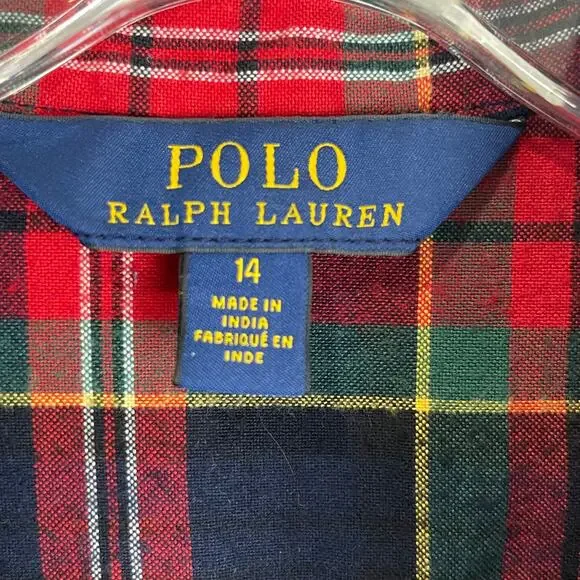 POLO
RALPH LAUREN
14
MADE IN
INDIA
FABRIQUÉ EN
INDE